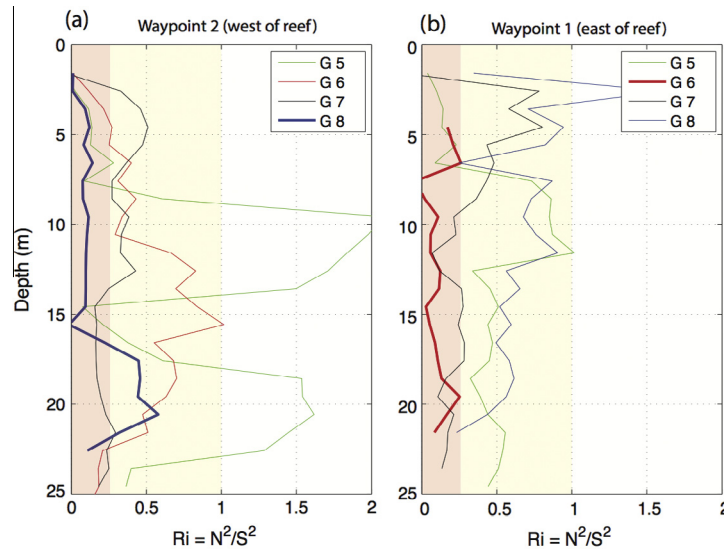 (a) Waypoint 2 (west of reef)
0
5
10
15
20
25
Depth (m)
G 5
G 6
G 7
G 8
0 0.5 1 1.5 2
Ri = N²/S²
(b) Waypoint 1 (east of reef)
0
5
10
15
20
25
G 5
G 6
G 7
G 8
0 0.5 1 1.5 2
Ri = N²/S²